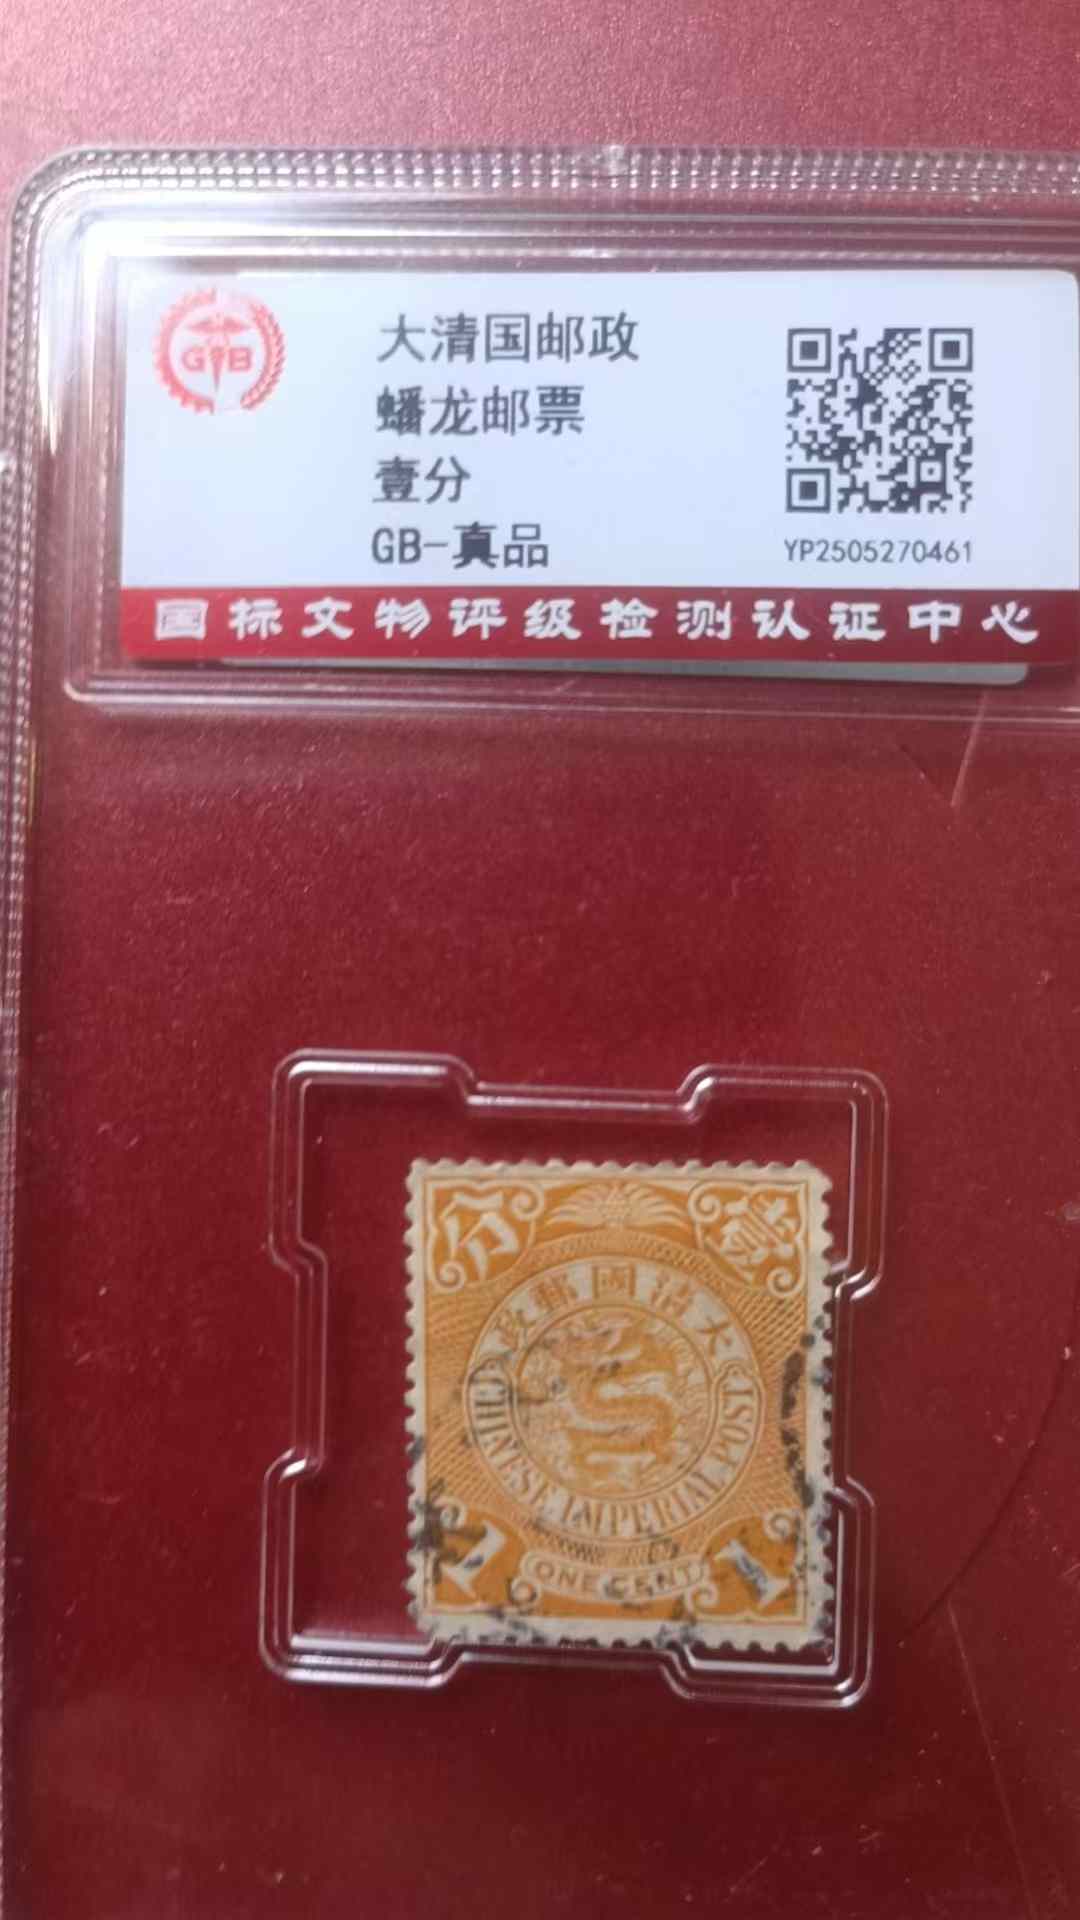 GB
大清国邮政
蟠龙邮票
壹分
GB-真品
YP2505270461
国标文物评级检测认证中心
分 壹
政郵國清大
CHINESE IMPERIAL POST
1 ONE CENT 1